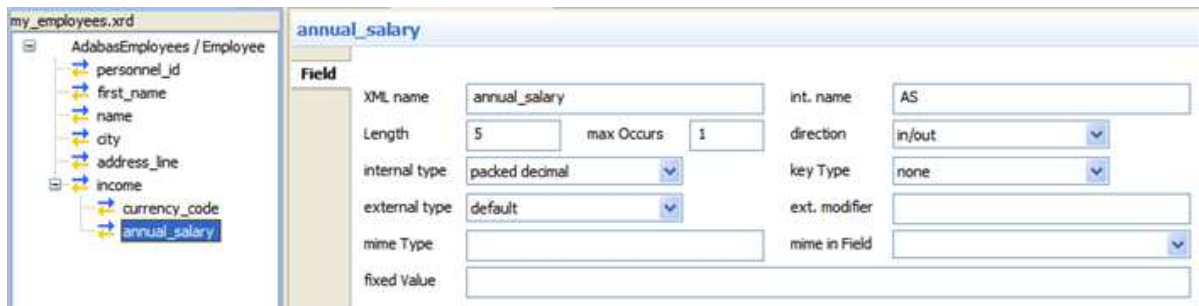 my_employees.xrd
AdabasEmployees / Employee
personnel_id
first_name
name
city
address_line
income
currency_code
annual_salary
annual_salary
Field
XML name annual_salary int. name AS
Length 5 max Occurs 1 direction in/out
internal type packed decimal key Type none
external type default ext. modifier
mime Type mime in Field
fixed Value